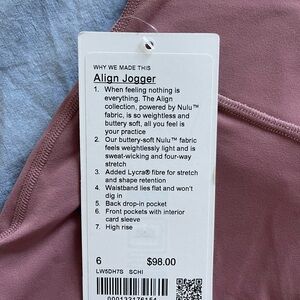 WHY WE MADE THIS
Align Jogger
1. When feeling nothing is
everything. The Align
collection, powered by Nulu™
fabric, is so weightless and
buttery soft, all you feel is
your practice
2. Our buttery-soft Nulu™ fabric
feels weightlessly light and is
sweat-wicking and four-way
stretch
3. Added Lycra® fibre for stretch
and shape retention
4. Waistband lies flat and won't
dig in
5. Back drop-in pocket
6. Front pockets with interior
card sleeve
7. High rise
6 $98.00
LW5DH7S SCHI